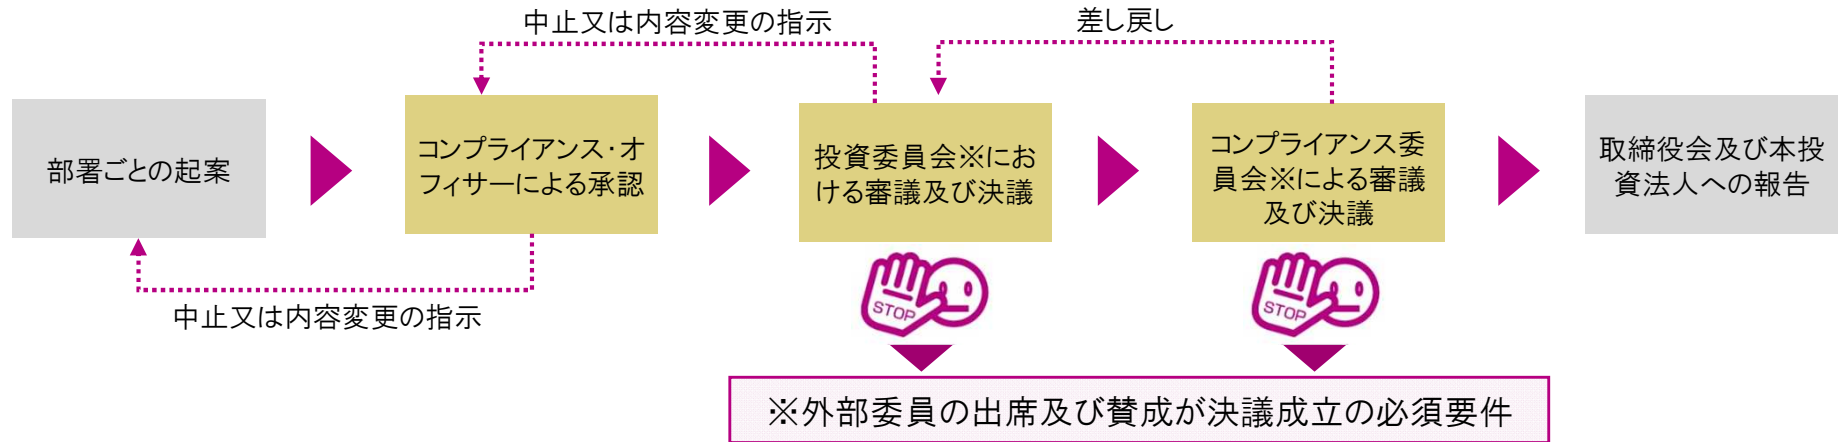 中止又は内容変更の指示
差し戻し
部署ごとの起案
コンプライアンス・オ
フィサーによる承認
投資委員会※にお
ける審議及び決議
コンプライアンス委
員会※による審議
及び決議
取締役会及び本投
資法人への報告
中止又は内容変更の指示
STOP
STOP
※外部委員の出席及び賛成が決議成立の必須要件